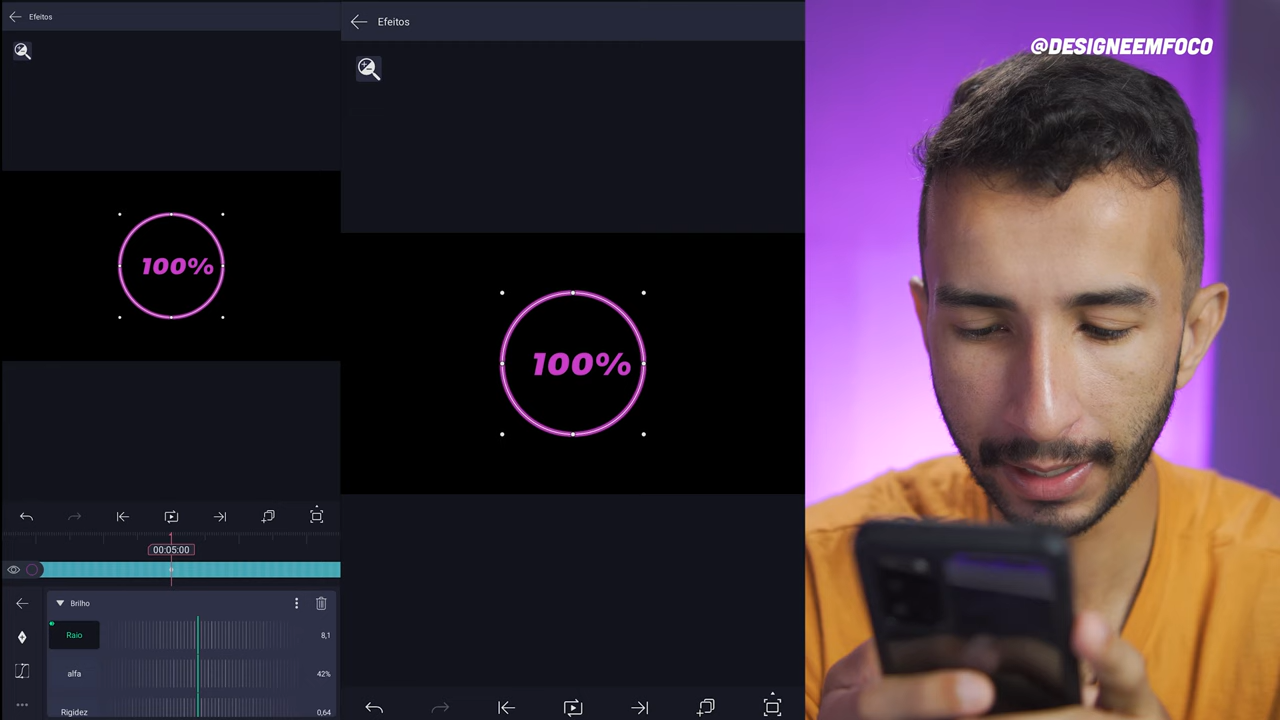 Efeitos
100%
00:05:00
Brilho
Raio
8,1
alfa
42%
Rigidez
0,64
Efeitos
100%
@DESIGNEEMFOCO